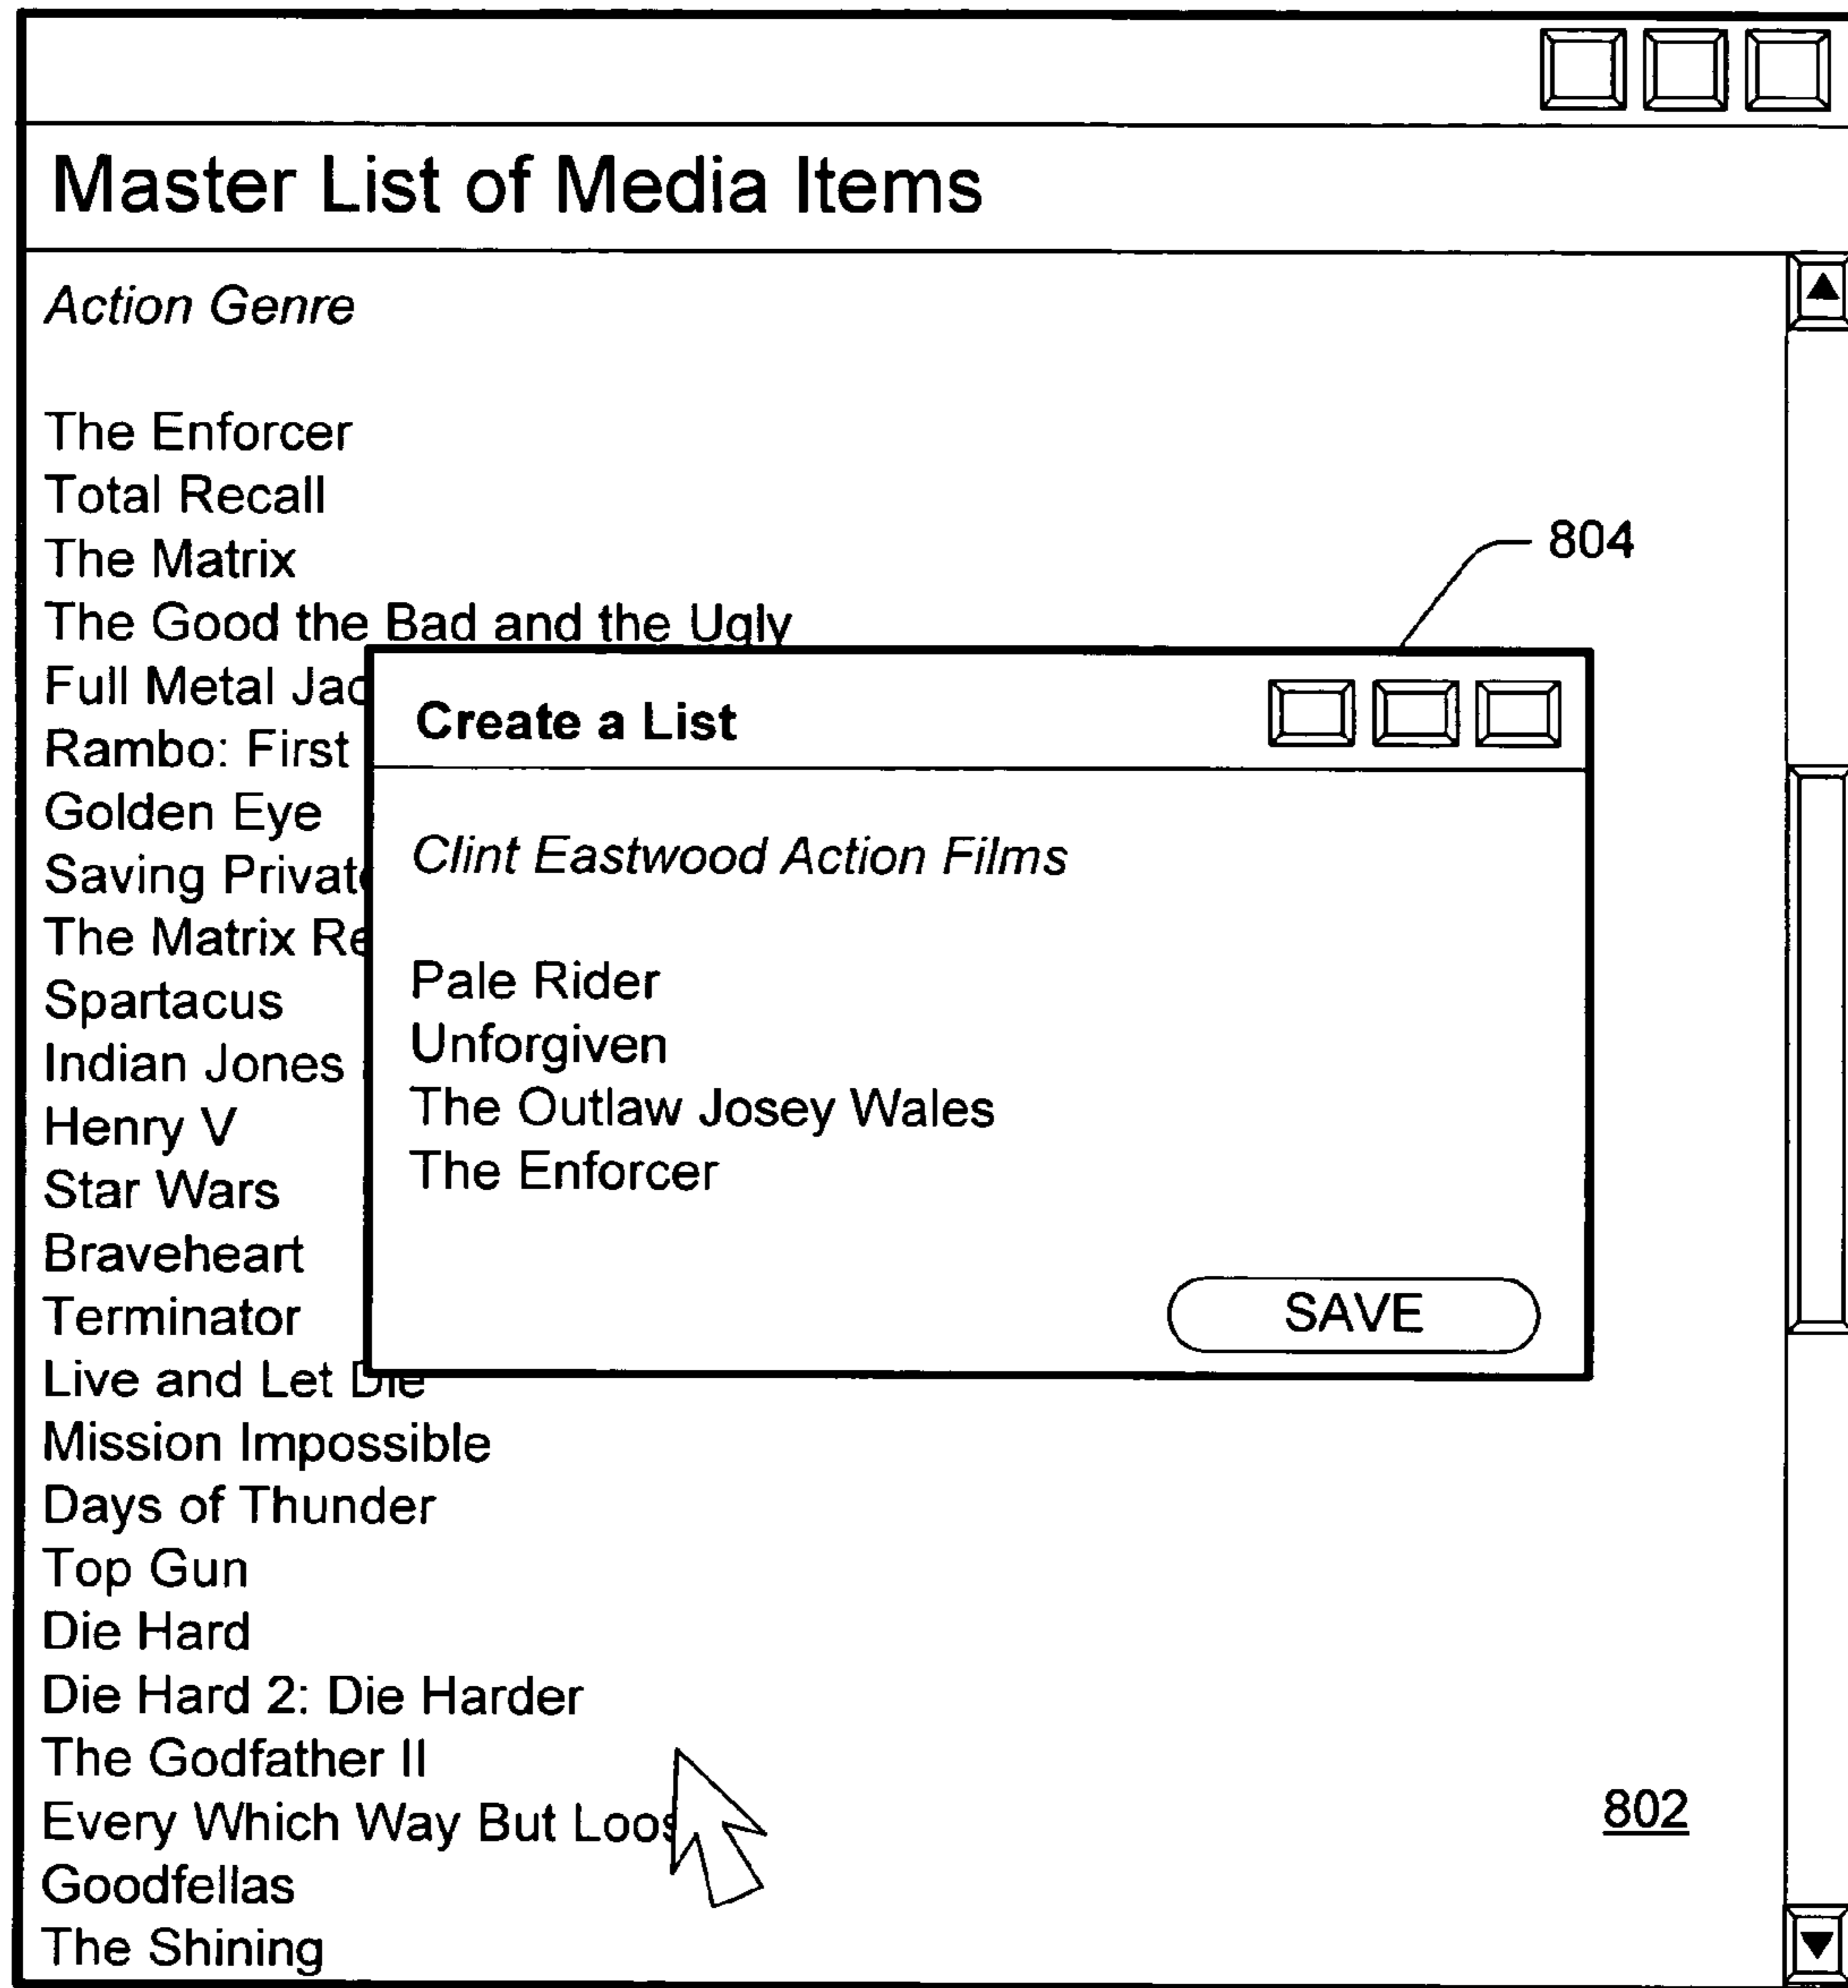 Master List of Media Items
Action Genre
The Enforcer
Total Recall
The Matrix
804
The Good the Bad and the Ugly
Full Metal
Rambo: First
Golden Eye
Saving
The Matrix
Spartacus
Indian Jones
Henry V
Star Wars
Braveheart
Terminator
Live and Let Die
Create a List
Clint Eastwood Action Films
Pale Rider
Unforgiven
The Outlaw Josey Wales
The Enforcer
SAVE
Mission Impossible
Days of Thunder
Top Gun
Die Hard
Die Hard 2: Die Harder
The Godfather II
Every Which Way But
802
Goodfellas
The Shining